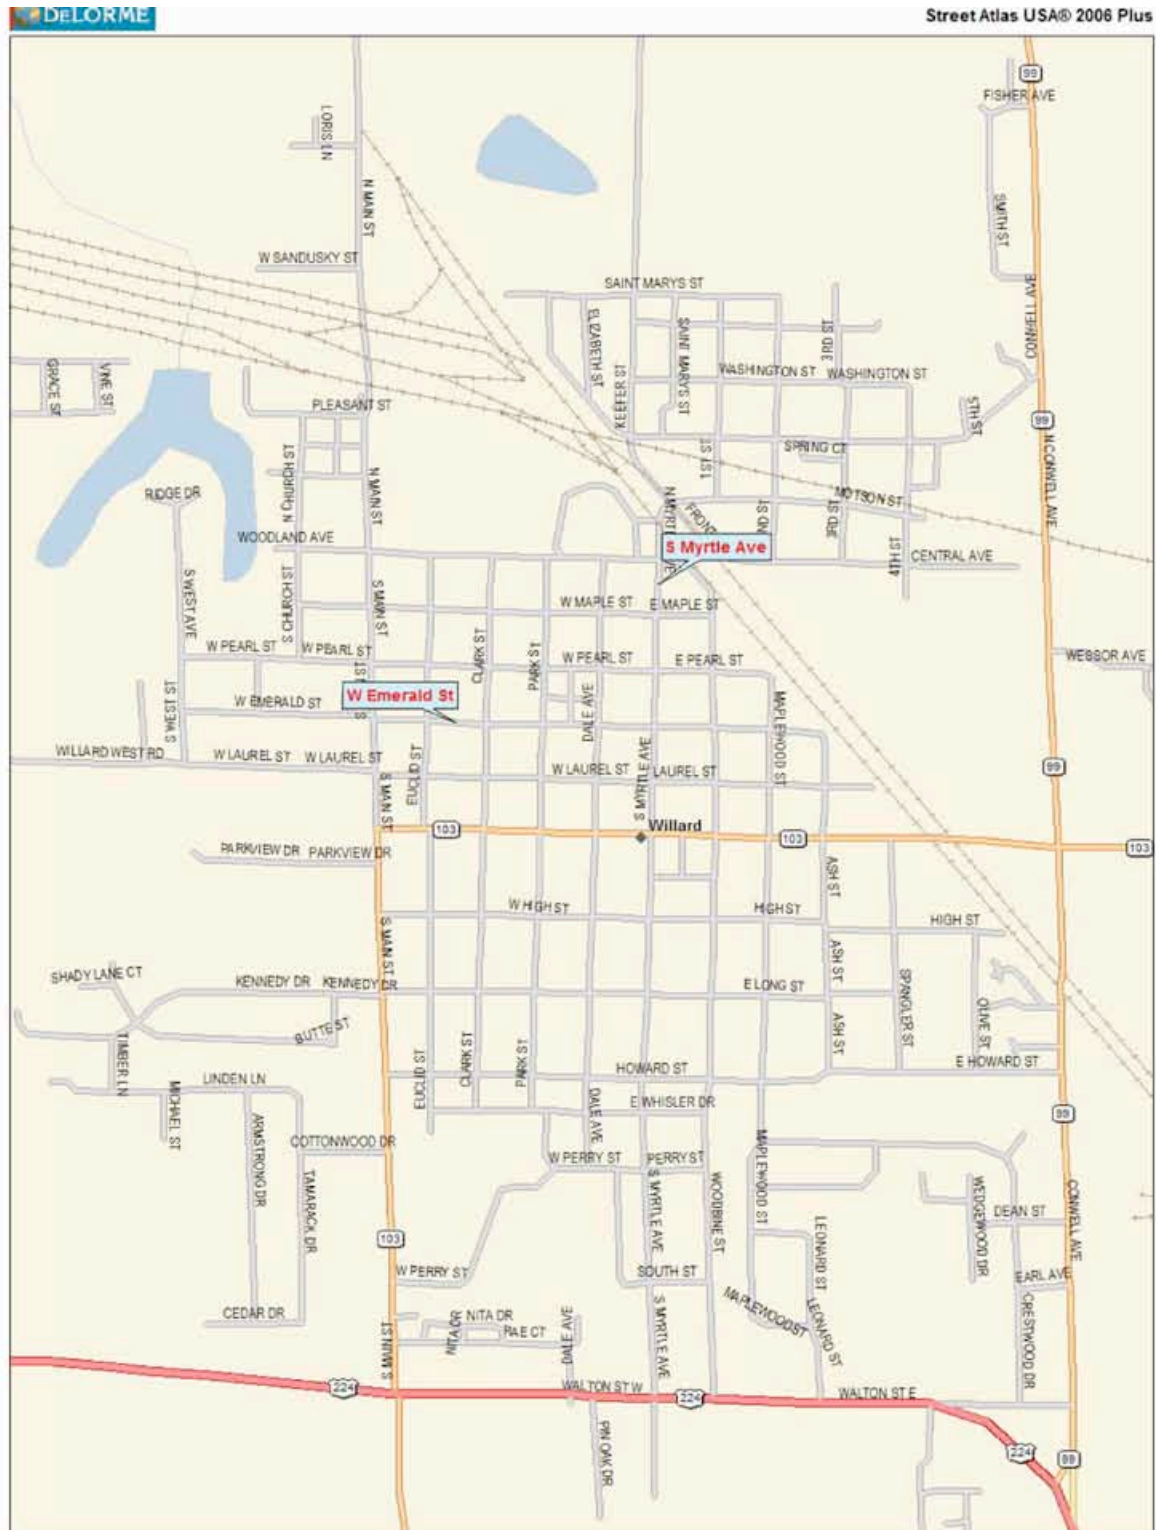 DELORME
Street Atlas USA® 2006 Plus
99
FISHER AVE
LORIS LN
N MAIN ST
SMITH ST
W SANDUSKY ST
CONWELL AVE
SAINT MARYS ST
ELIZABETH ST
SAINT MARYS ST
3RD ST
KEEFER ST
WASHINGTON ST
WASHINGTON ST
GRACE ST
VINE ST
PLEASANT ST
5TH ST
99
N CONWELL AVE
1ST ST
SPRING CT
N CHURCH ST
N MAIN ST
RIDGE DR
MOTSON ST
3RD ST
ND ST
FRONT
WOODLAND AVE
S Myrtle Ave
4TH ST
CENTRAL AVE
S WEST AVE
S CHURCH ST
S MAIN ST
W MAPLE ST
E MAPLE ST
CLARK ST
PARK ST
W PEARL ST
W PEARL ST
W PEARL ST
E PEARL ST
WESSOR AVE
W Emerald St
W EMERALD ST
S WEST ST
DALE AVE
MAPLEWOOD ST
WILLARD WEST RD
W LAUREL ST
W LAUREL ST
EUCLID ST
W LAUREL ST
LAUREL ST
S MYRTLE AVE
99
S MAIN ST
103
Willard
103
103
PARKVIEW DR
PARKVIEW DR
ASH ST
W HIGH ST
HIGH ST
HIGH ST
S MAIN ST
ASH ST
SHADY LANE CT
KENNEDY DR
KENNEDY DR
E LONG ST
SPANGLER ST
OLIVE ST
BUTTE ST
ASH ST
TIMBER LN
EUCLID ST
CLARK ST
PARK ST
HOWARD ST
E HOWARD ST
LINDEN LN
MICHAEL ST
DALE AVE
E WHISLER DR
99
ARMSTRONG DR
COTTONWOOD DR
MAPLEWOOD ST
W PERRY ST
PERRY ST
TAMARACK DR
S MYRTLE AVE
WOODBINE ST
WEDGEWOOD DR
CONWELL AVE
DEAN ST
LEONARD ST
103
W PERRY ST
SOUTH ST
EARL AVE
CEDAR DR
NITA DR
NITA DR
RAE CT
DALE AVE
S MYRTLE AVE
MAPLEWOOD ST
LEONARD ST
CRESTWOOD DR
S MAIN ST
224
WALTON ST W
224
WALTON ST E
PIN OAK DR
224
99